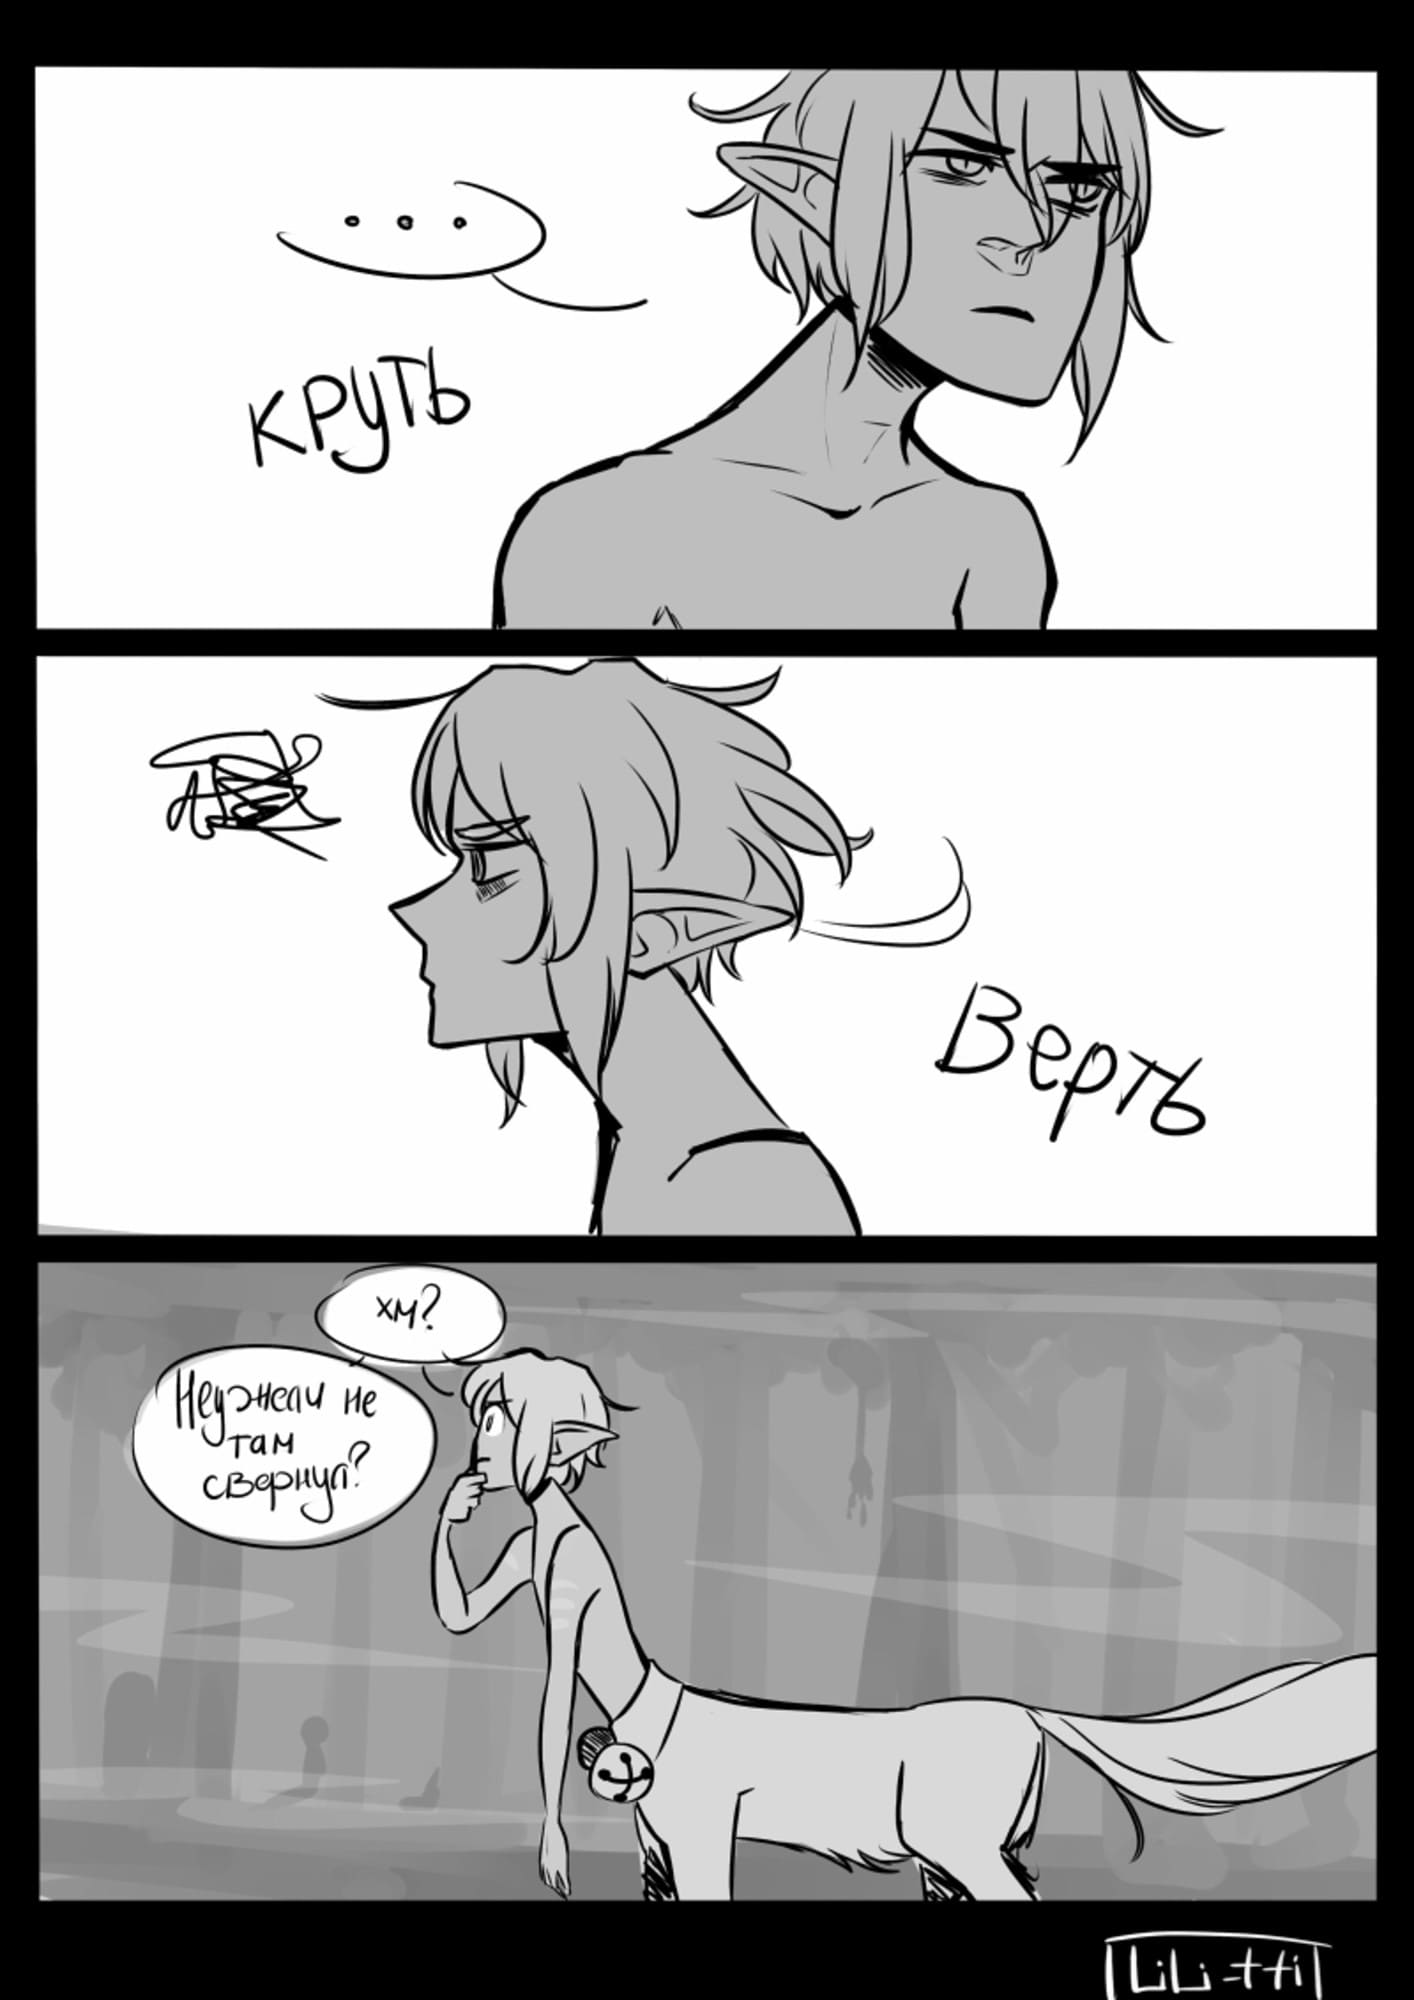 ...
КРУТЬ
Верть
хм?
Неужели не
там
свернул?
LiLi-tti